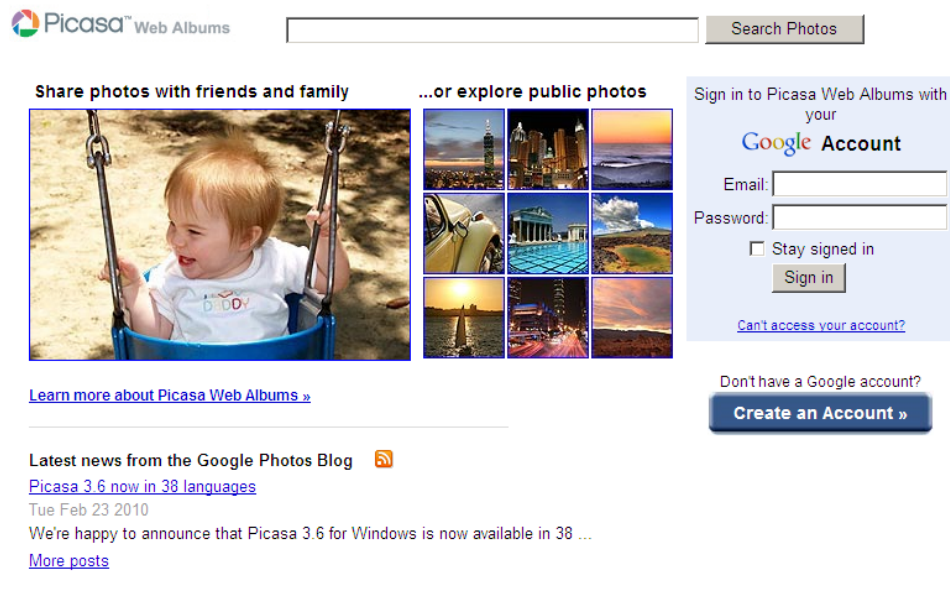 Picasa™ Web Albums
Search Photos
Share photos with friends and family
...or explore public photos
DADDY
Learn more about Picasa Web Albums »
Latest news from the Google Photos Blog
Picasa 3.6 now in 38 languages
Tue Feb 23 2010
We're happy to announce that Picasa 3.6 for Windows is now available in 38 ...
More posts
Sign in to Picasa Web Albums with
your
Google Account
Email:
Password:
Stay signed in
Sign in
Can't access your account?
Don't have a Google account?
Create an Account »